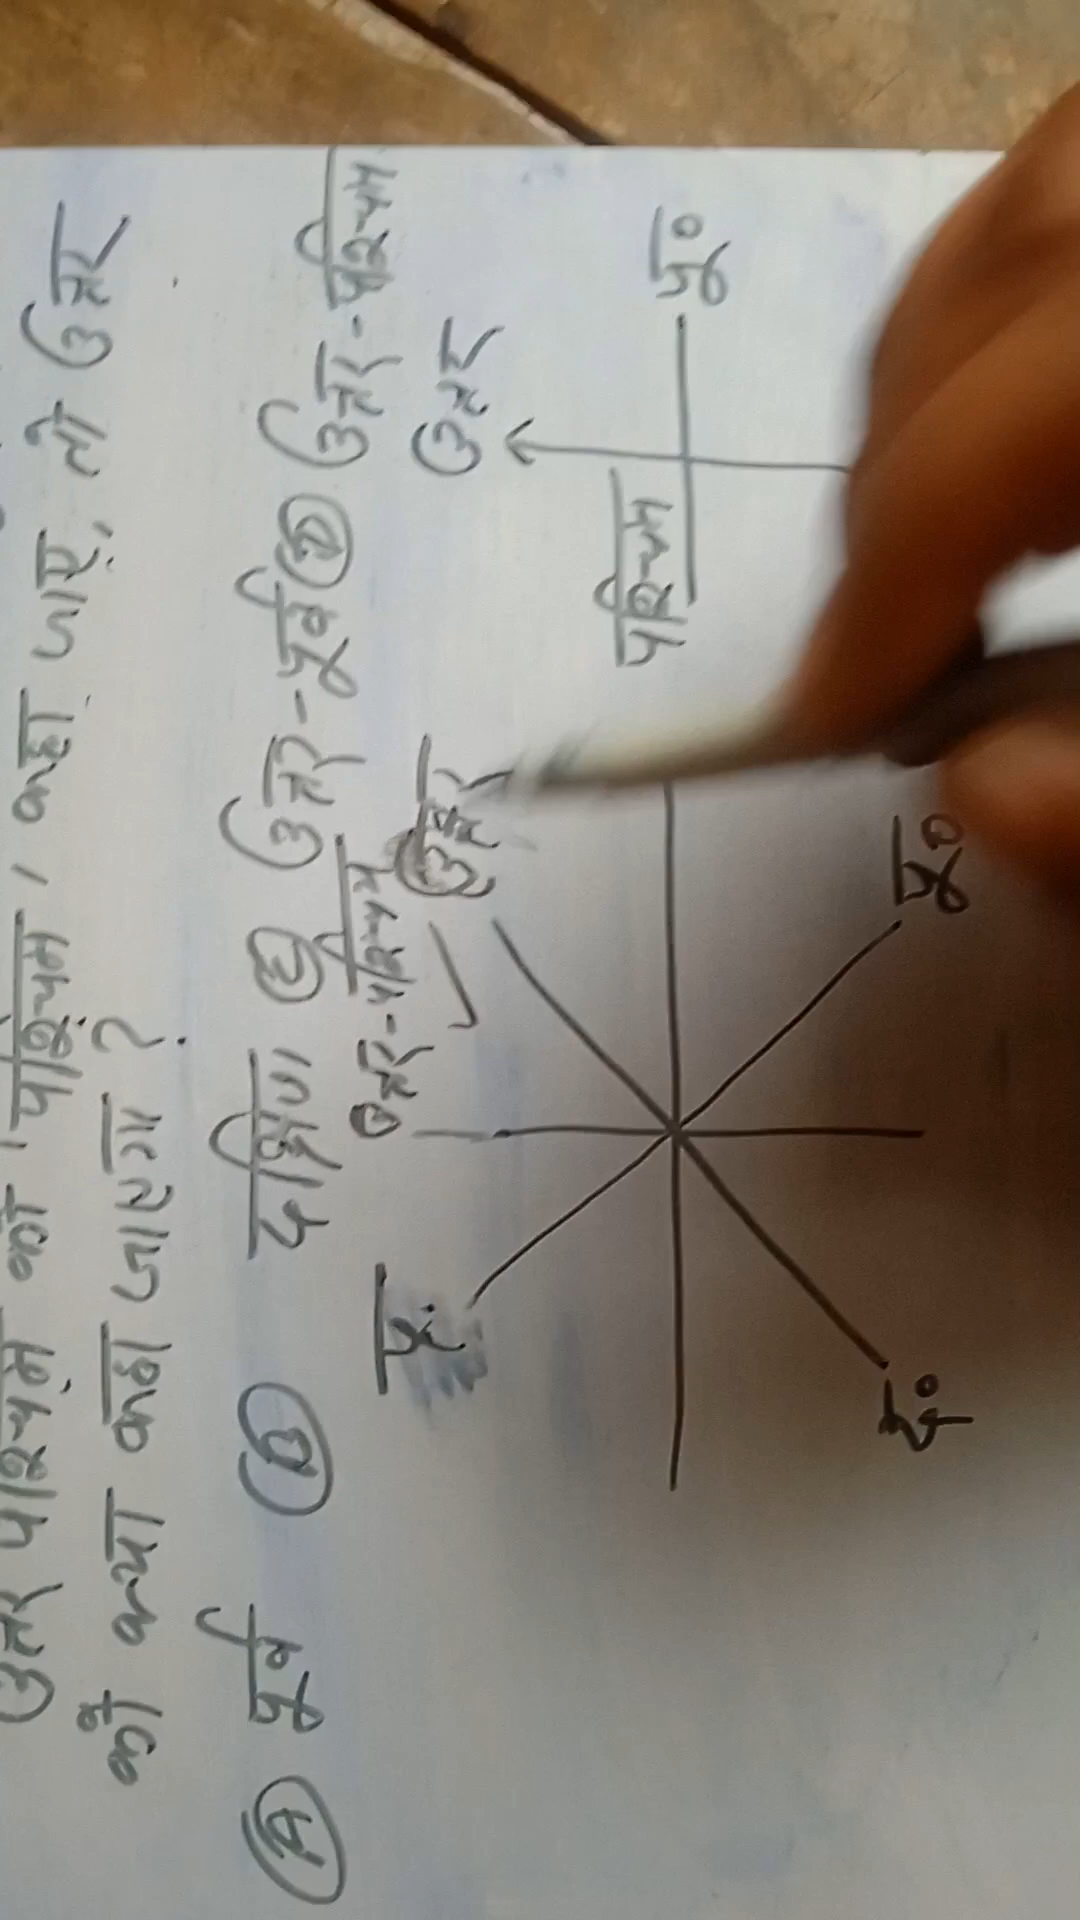 उत्तर पश्चिम को पश्चिम, कहा जाए, तो उत्तर
को क्या कहा जाएगा ?
(A) पूर्व (B) दक्षिण (C) उत्तर-पूर्व (D) उत्तर-पश्चिम
उत्तर-पश्चिम
उत्तर
उत्तर
प.
पू०
द०
पश्चिम
पू०